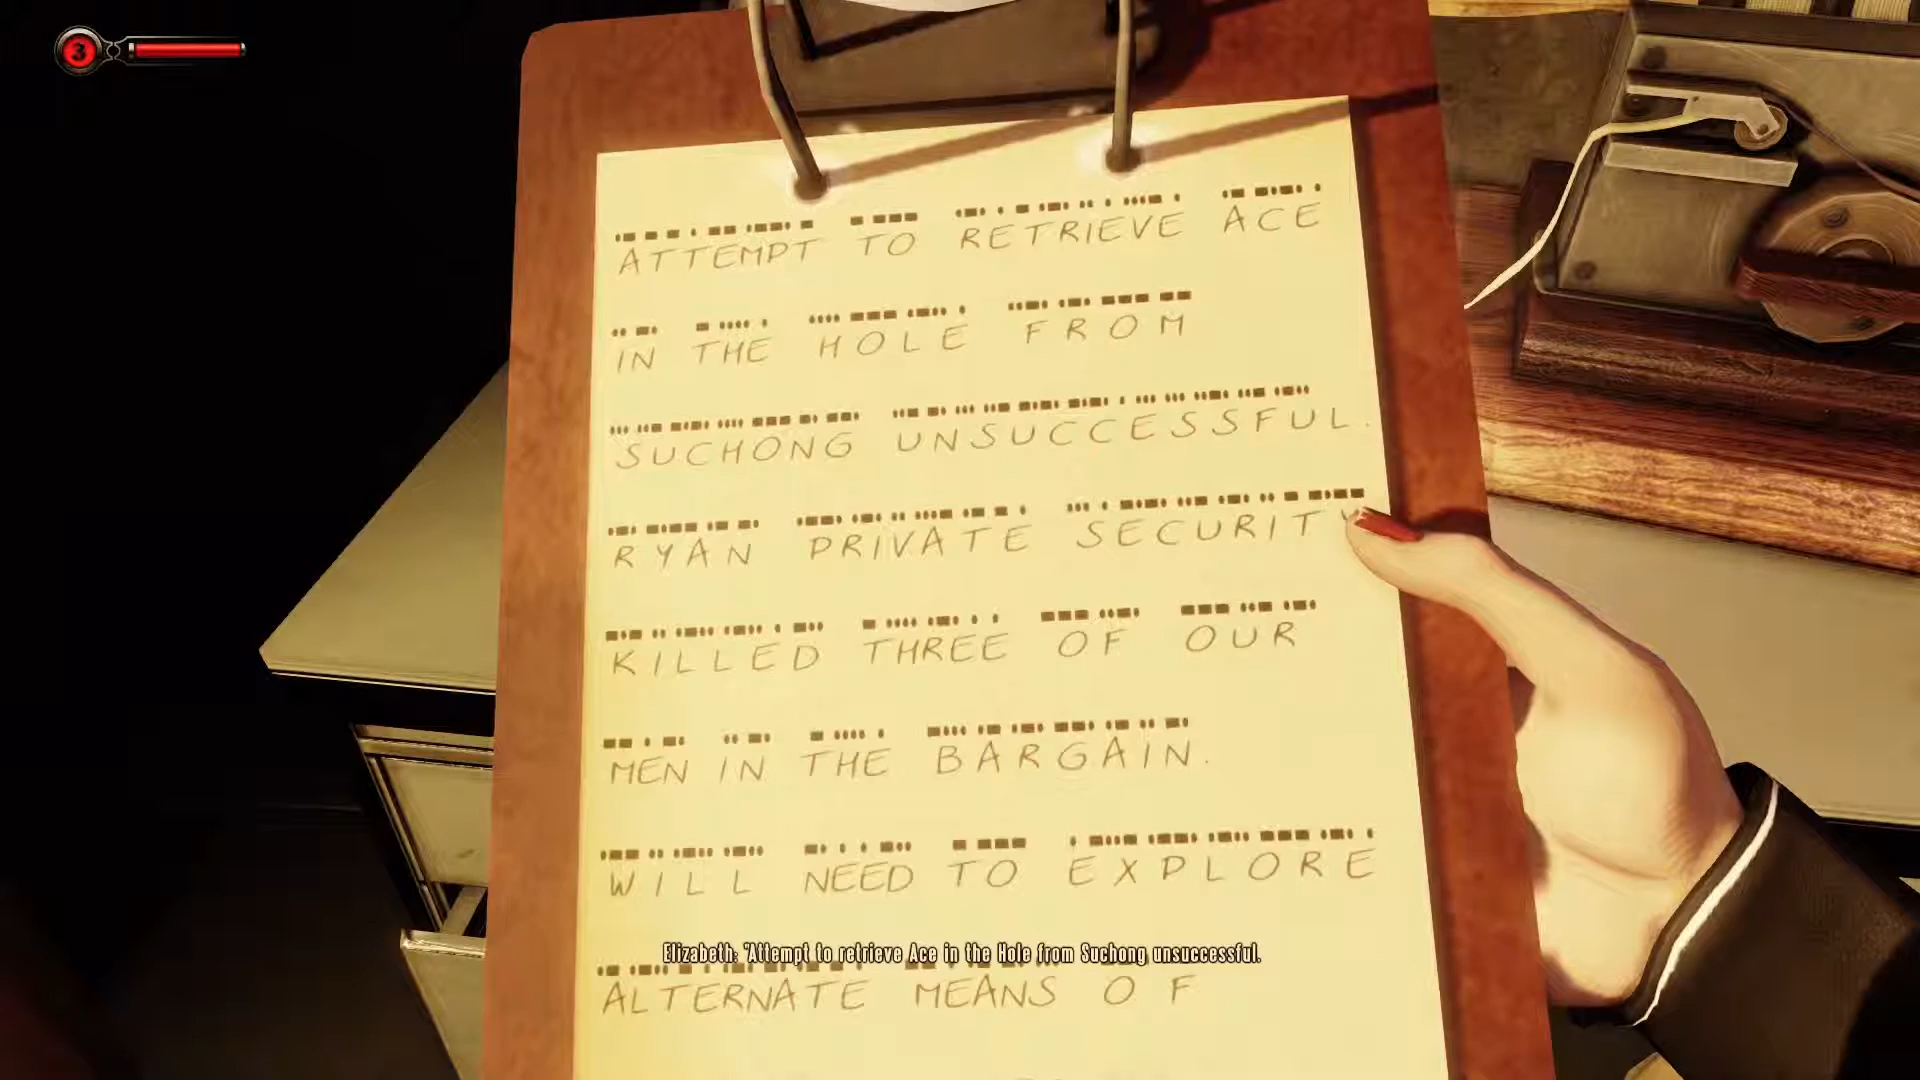 3
ATTEMPT TO RETRIEVE ACE
IN THE HOLE FROM
SUCHONG UNSUCCESSFUL.
RYAN PRIVATE SECURITY
KILLED THREE OF OUR
MEN IN THE BARGAIN.
WILL NEED TO EXPLORE
Elizabeth: "Attempt to retrieve Ace in the Hole from Suchong unsuccessful.
ALTERNATE MEANS OF